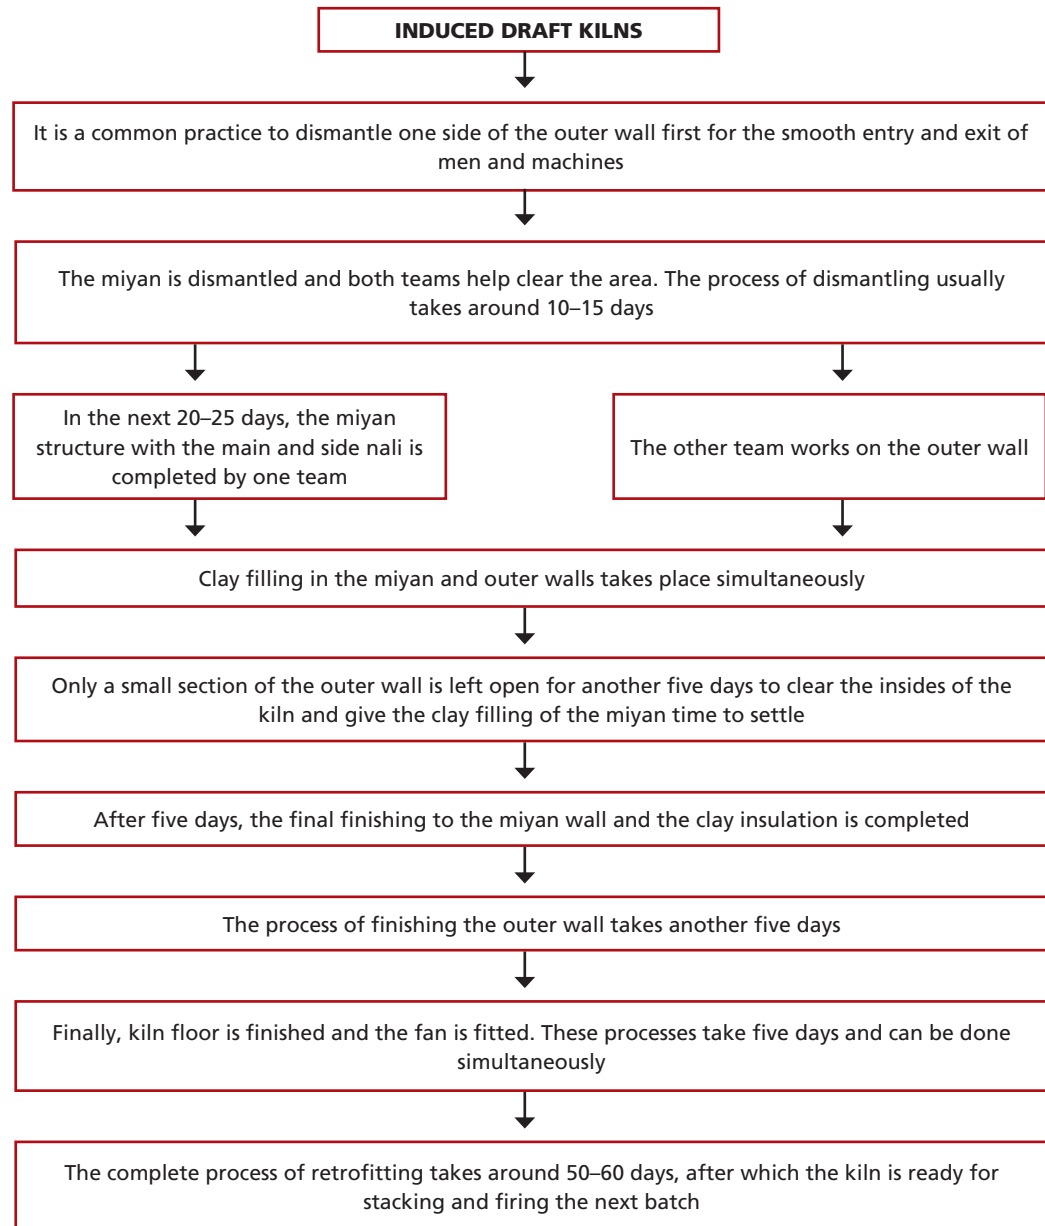 INDUCED DRAFT KILNS
It is a common practice to dismantle one side of the outer wall first for the smooth entry and exit of
men and machines
The miyan is dismantled and both teams help clear the area. The process of dismantling usually
takes around 10–15 days
In the next 20–25 days, the miyan
structure with the main and side nali is
completed by one team
The other team works on the outer wall
Clay filling in the miyan and outer walls takes place simultaneously
Only a small section of the outer wall is left open for another five days to clear the insides of the
kiln and give the clay filling of the miyan time to settle
After five days, the final finishing to the miyan wall and the clay insulation is completed
The process of finishing the outer wall takes another five days
Finally, kiln floor is finished and the fan is fitted. These processes take five days and can be done
simultaneously
The complete process of retrofitting takes around 50–60 days, after which the kiln is ready for
stacking and firing the next batch